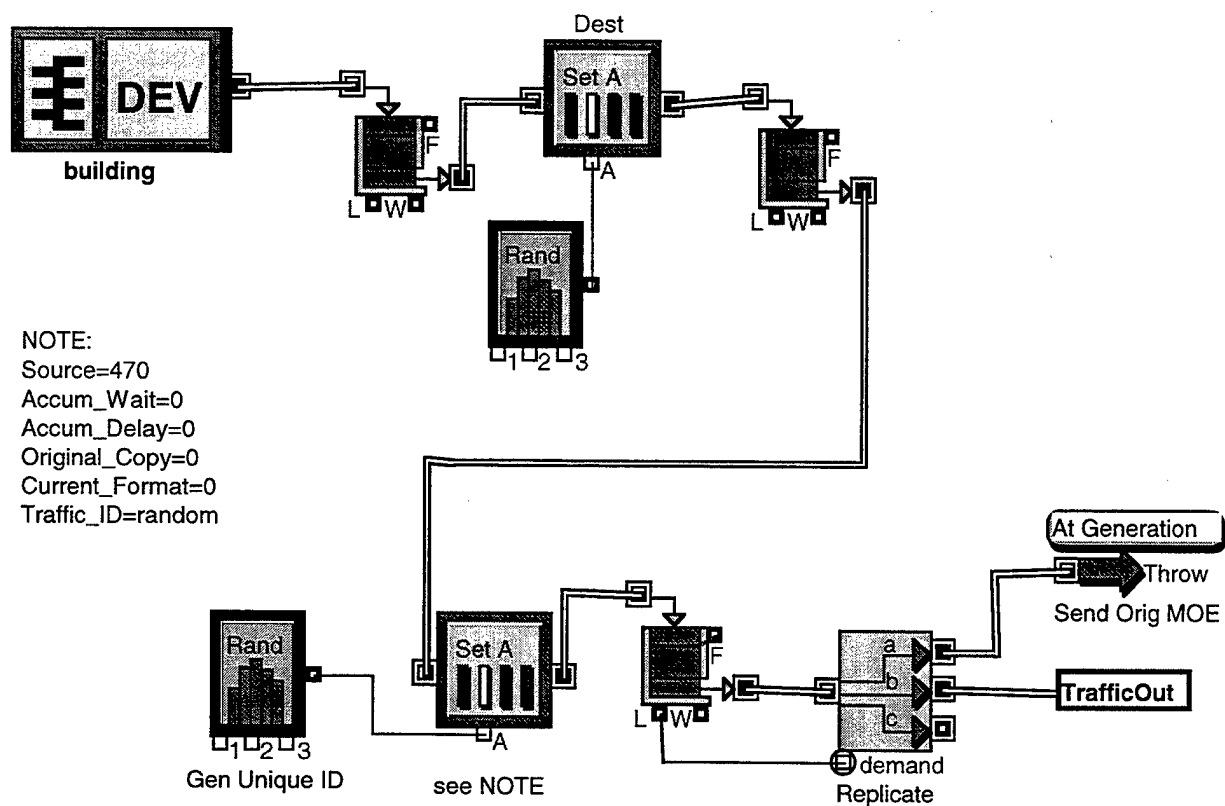 Dest
DEV
Set A
F
F
building
A
L W
L W
Rand
1 2 3
NOTE:
Source=470
Accum_Wait=0
Accum_Delay=0
Original_Copy=0
Current_Format=0
Traffic_ID=random
At Generation
Throw
Send Orig MOE
Rand
Set A
F
a
b
c
TrafficOut
L W
A
1 2 3
demand
Gen Unique ID
see NOTE
Replicate